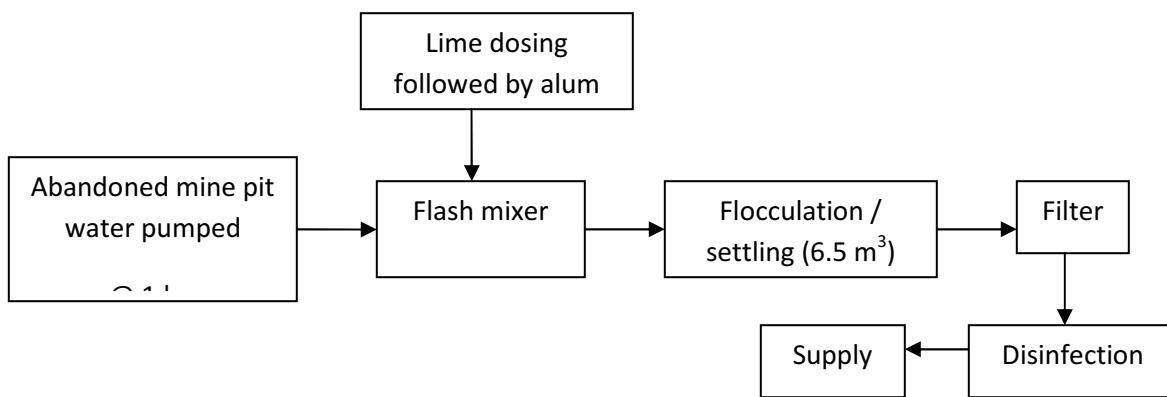 Lime dosing
followed by alum
Abandoned mine pit
water pumped
Flash mixer
Flocculation /
settling (6.5 m³)
Filter
Supply
Disinfection